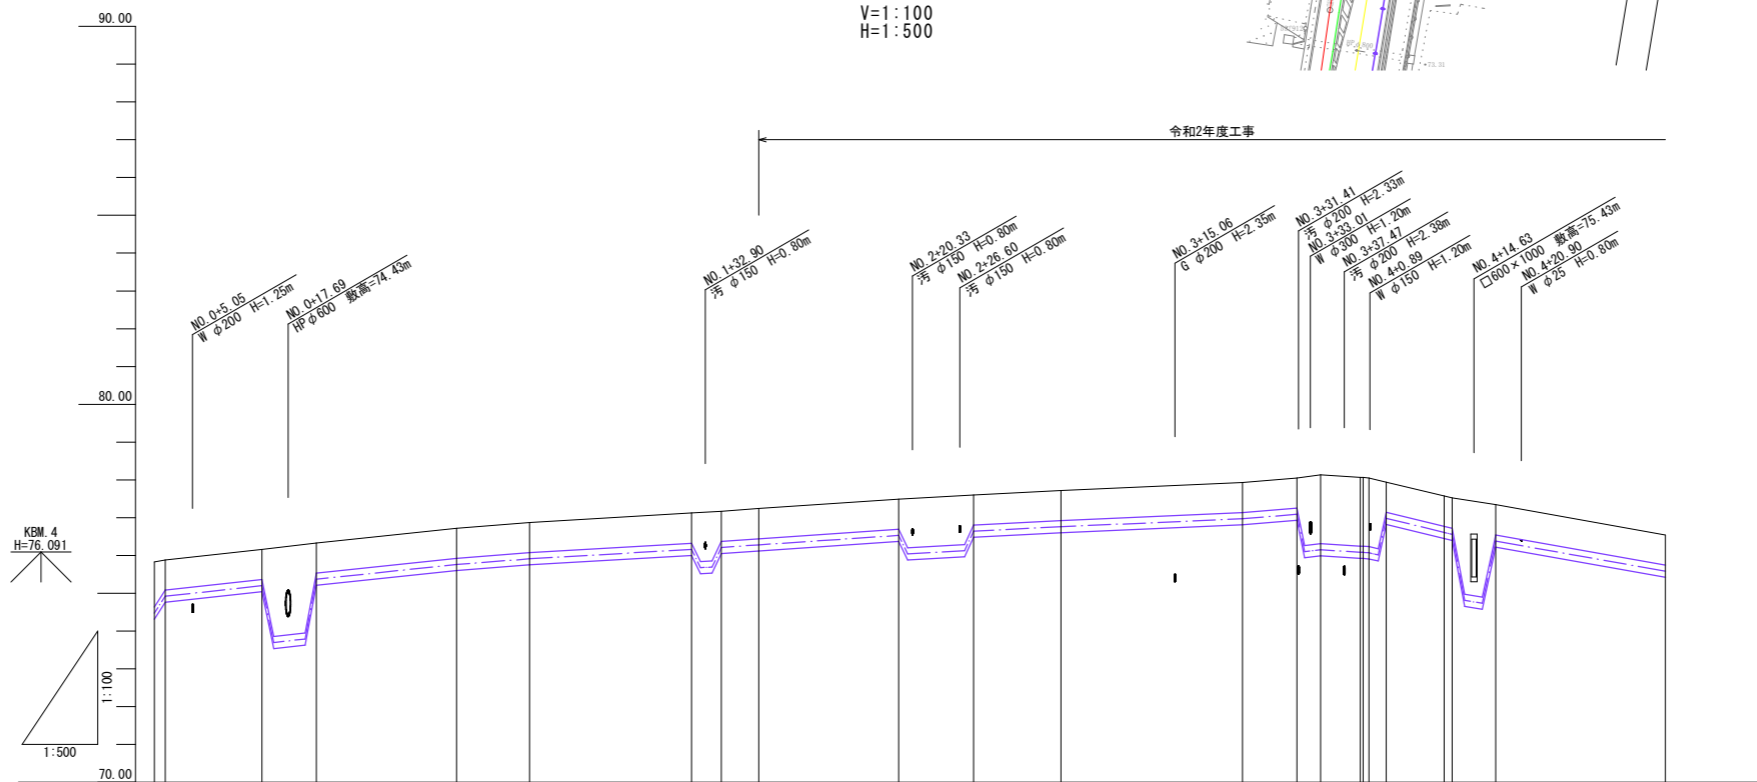 V=1:100
H=1:500
90.00
令和2年度工事
NO.0+5.05
W φ200 H=1.25m
NO.0+17.69
HPφ600 敷高=74.43m
NO.1+32.90
汚 φ150 H=0.80m
NO.2+20.33
汚 φ150 H=0.80m
NO.2+26.60
汚 φ150 H=0.80m
NO.3+15.06
G φ200 H=2.35m
NO.3+31.41
汚 φ200 H=2.33m
NO.3+33.01
W φ300 H=1.20m
NO.3+37.47
汚 φ200 H=2.38m
NO.4+0.89
W φ150 H=1.20m
NO.4+14.63
□600×1000 敷高=75.43m
NO.4+20.90
W φ25 H=0.80m
80.00
KBM.4
H=76.091
1:100
1:500
70.00